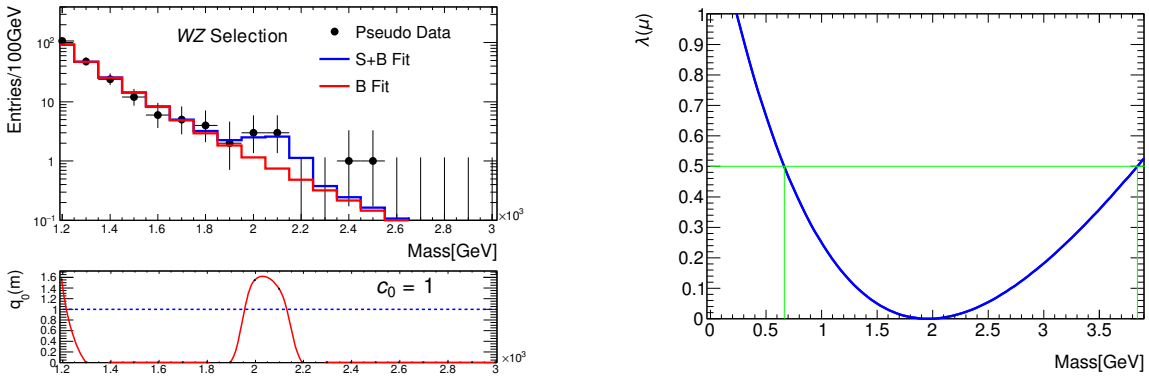 WZ Selection
Pseudo Data
S+B Fit
B Fit
Entries/100GeV
10²
10
1
10⁻¹
1.2 1.4 1.6 1.8 2 2.2 2.4 2.6 2.8 3
×10³
Mass[GeV]
q₀(m)
c₀ = 1
1.6
1.4
1.2
1
0.8
0.6
0.4
0.2
0
1.2 1.4 1.6 1.8 2 2.2 2.4 2.6 2.8 3
×10³
λ(μ)
1
0.9
0.8
0.7
0.6
0.5
0.4
0.3
0.2
0.1
0
0 0.5 1 1.5 2 2.5 3 3.5
Mass[GeV]